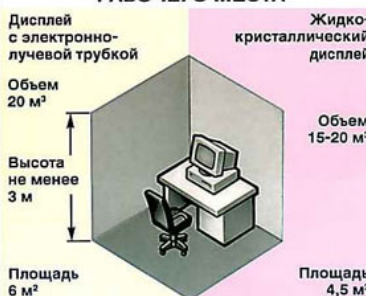 Дисплей
с электронно-
лучевой трубкой
Объем
20 м³
Высота
не менее
3 м
Площадь
6 м²
Жидко-
кристаллический
дисплей
Объем
15-20 м³
Площадь
4,5 м²